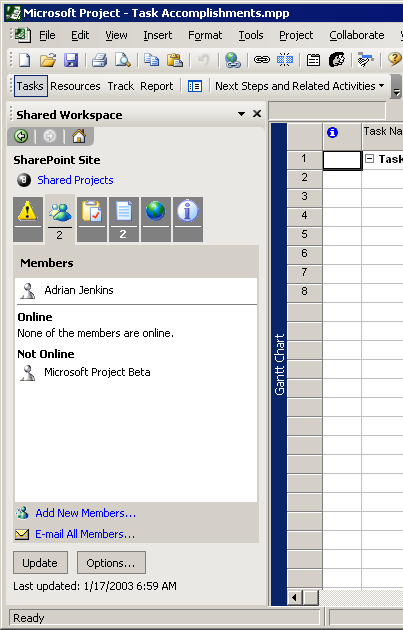 Microsoft Project - Task Accomplishments.mpp
File Edit View Insert Format Tools Project Collaborate
Tasks Resources Track Report Next Steps and Related Activities
Shared Workspace
SharePoint Site
Shared Projects
2 2
Members
Adrian Jenkins
Online
None of the members are online.
Not Online
Microsoft Project Beta
Add New Members...
E-mail All Members...
Update Options...
Last updated: 1/17/2003 6:59 AM
Gantt Chart
Task Na
1 Task
2
3
4
5
6
7
8
Ready